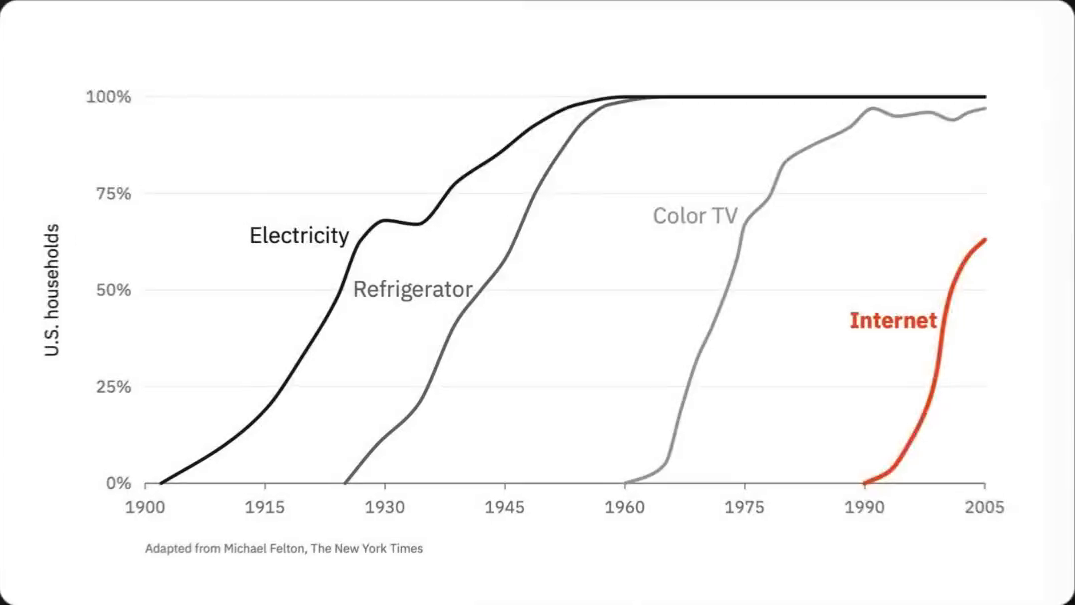 100%
75%
50%
25%
0%
U.S. households
Electricity
Refrigerator
Color TV
Internet
1900 1915 1930 1945 1960 1975 1990 2005
Adapted from Michael Felton, The New York Times